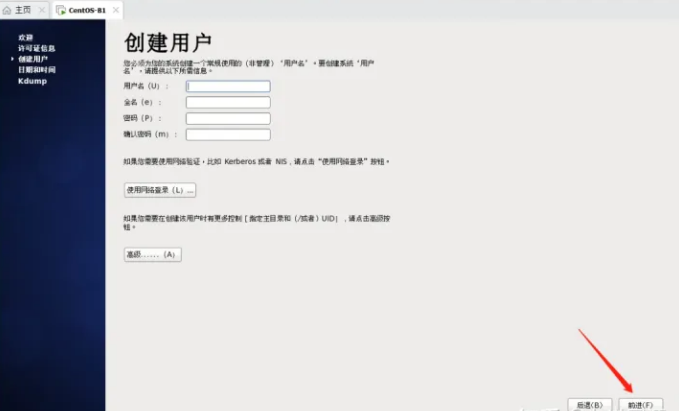 主页
CentOS-B1
欢迎
许可证信息
创建用户
日期和时间
Kdump
创建用户
您必须为您的系统创建一个常规使用的（非管理）‘用户名’。要创建系统‘用户
名’，请提供以下所需信息。
用户名（U）：
全名（e）：
密码（P）：
确认密码（m）：
如果您需要使用网络验证，比如 Kerberos 或者 NIS，请点击“使用网络登录”按钮。
使用网络登录（L）...
如果您需要在创建该用户时有更多控制［指定主目录和（/或者）UID］，请点击高级按
钮。
高级......（A）
后退(B)
前进(F)